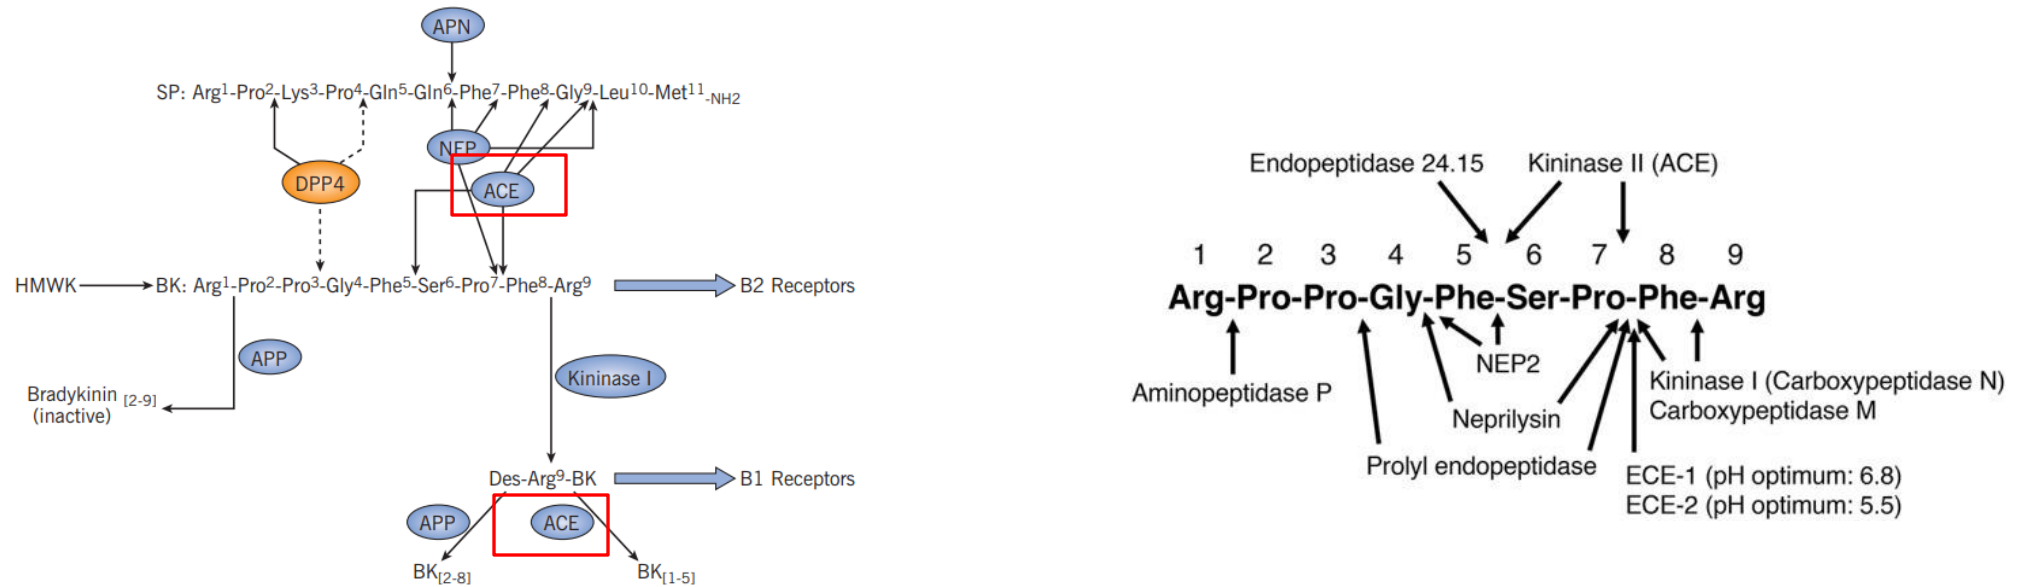 APN
SP: Arg1-Pro2-Lys3-Pro4-Gln5-Gln6-Phe7-Phe8-Gly9-Leu10-Met11-NH2
NEP
DPP4
ACE
HMWK
BK: Arg1-Pro2-Pro3-Gly4-Phe5-Ser6-Pro7-Phe8-Arg9
B2 Receptors
APP
Kininase I
Bradykinin [2-9]
(inactive)
Des-Arg9-BK
B1 Receptors
APP
ACE
BK[2-8]
BK[1-5]
Endopeptidase 24.15
Kininase II (ACE)
1 2 3 4 5 6 7 8 9
Arg-Pro-Pro-Gly-Phe-Ser-Pro-Phe-Arg
NEP2
Aminopeptidase P
Kininase I (Carboxypeptidase N)
Carboxypeptidase M
Neprilysin
Prolyl endopeptidase
ECE-1 (pH optimum: 6.8)
ECE-2 (pH optimum: 5.5)